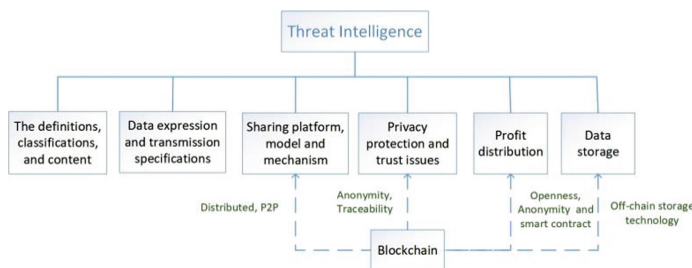 Threat Intelligence
The definitions,
classifications,
and content
Data expression
and transmission
specifications
Sharing platform,
model and
mechanism
Privacy
protection and
trust issues
Profit
distribution
Data
storage
Distributed, P2P
Anonymity,
Traceability
Openness,
Anonymity and
smart contract
Off-chain storage
technology
Blockchain